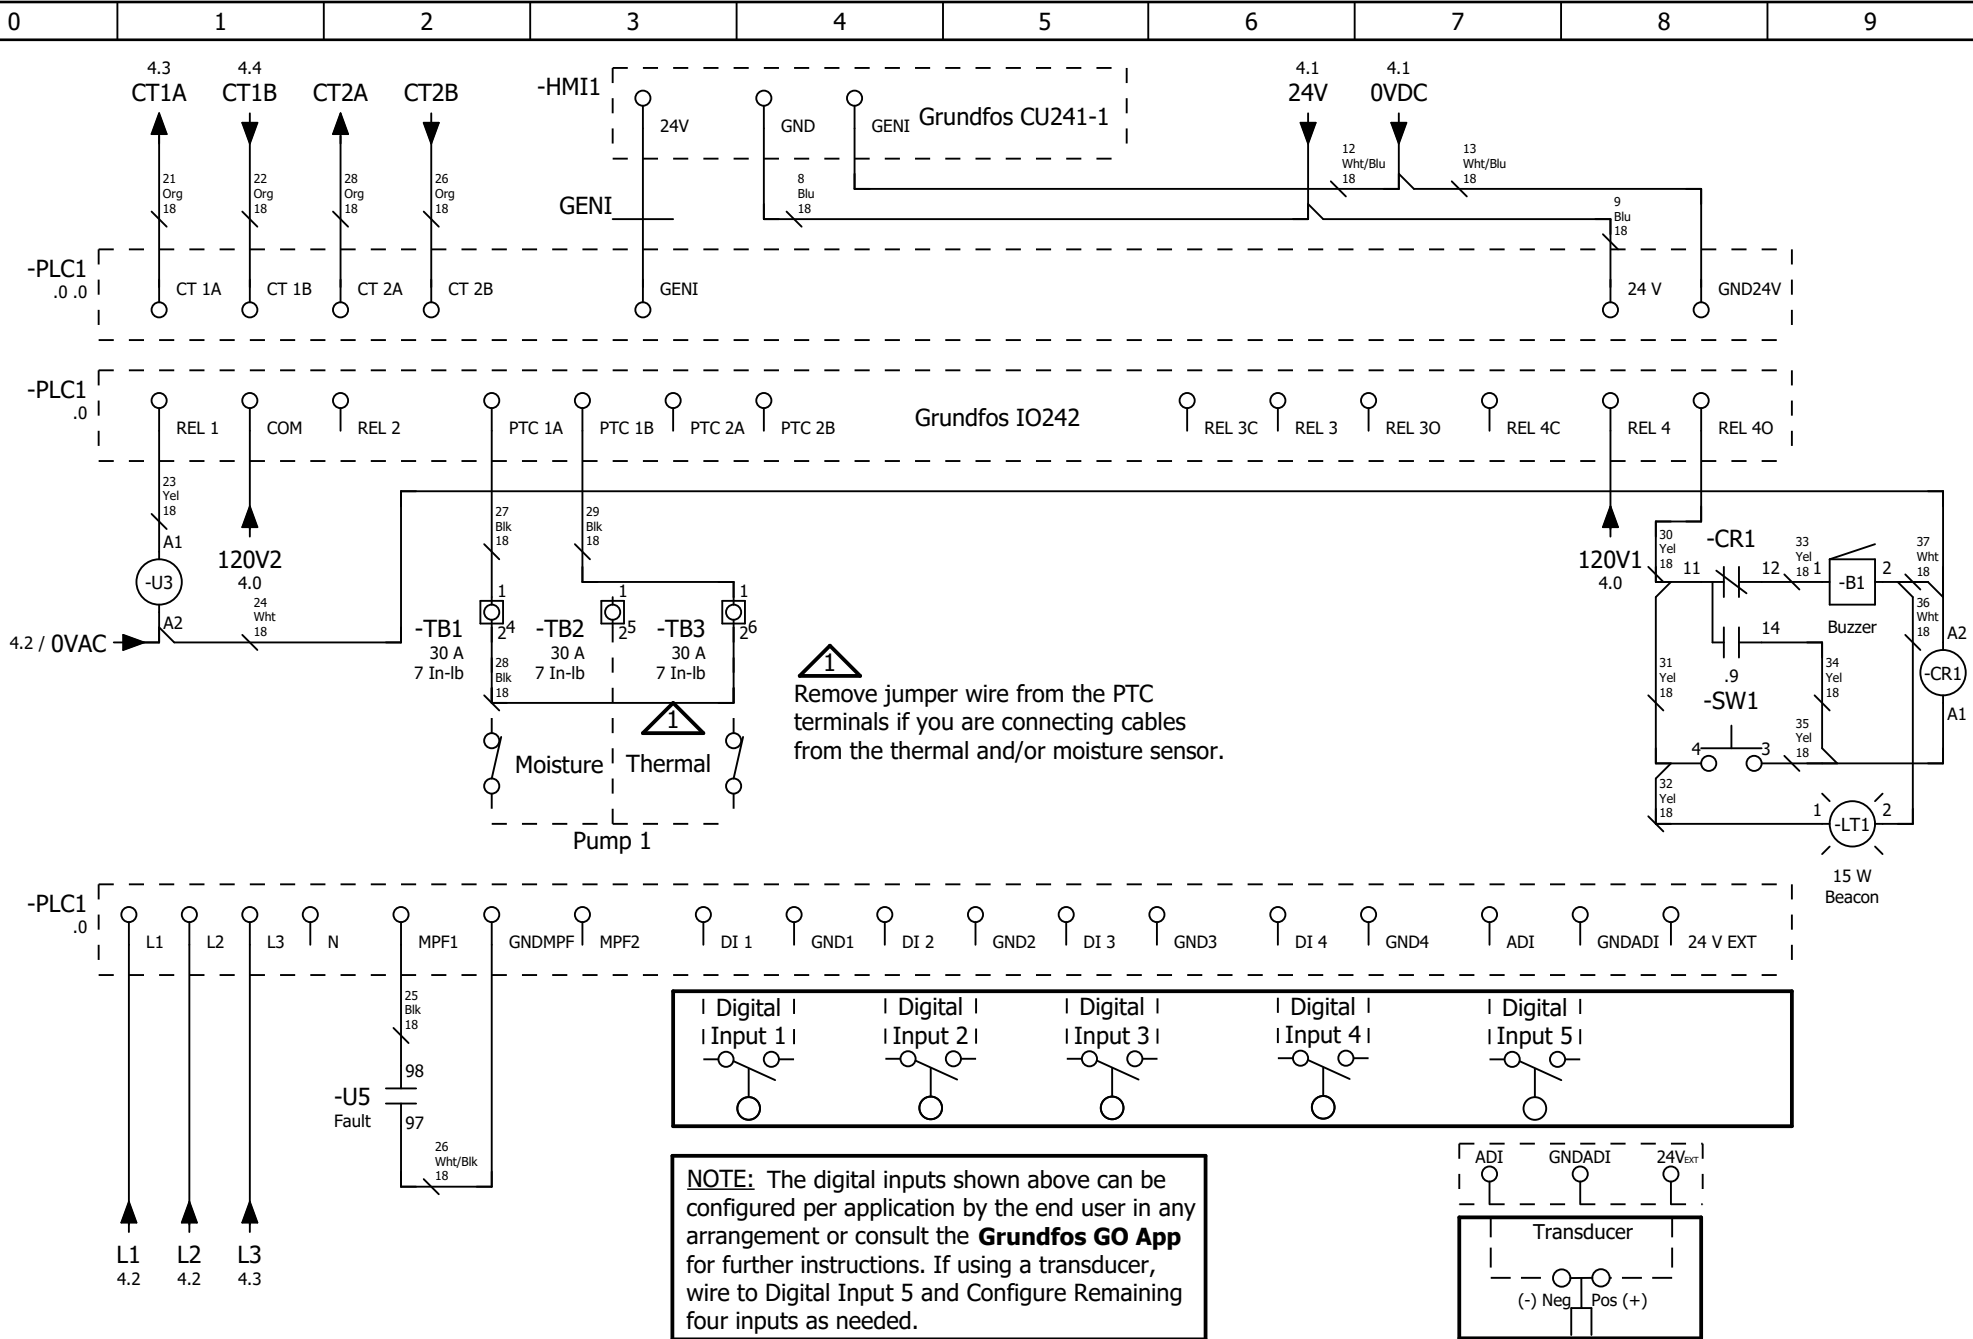 0 1 2 3 4 5 6 7 8 9
4.3 4.4 4.1 4.1
CT1A CT1B CT2A CT2B -HMI1 24V 0VDC
24V GND GENI Grundfos CU241-1
21 22 28 26 8 12 13 9
Org Org Org Org Blu Wht/Blu Wht/Blu Blu
18 18 18 18 18 18 18 18
GENI
-PLC1
.0 .0
CT 1A CT 1B CT 2A CT 2B GENI 24 V GND24V
-PLC1
.0
Grundfos IO242
REL 1 COM REL 2 PTC 1A PTC 1B PTC 2A PTC 2B REL 3C REL 3 REL 3O REL 4C REL 4 REL 4O
23
Yel
18
A1
-U3
A2
120V2
4.0
24
Wht
18
4.2 / 0VAC
27
Blk
18
29
Blk
18
1 1 1
-TB1 2 4 -TB2 2 5 -TB3 2 6
30 A 30 A 30 A
7 In-lb 7 In-lb 7 In-lb
28
Blk
18
1
Moisture Thermal
Pump 1
1
Remove jumper wire from the PTC
terminals if you are connecting cables
from the thermal and/or moisture sensor.
120V1
4.0
30
Yel
18
-CR1
11 12
33
Yel
18
1 -B1 2
Buzzer
37
Wht
18
36
Wht
18
14
.9
31
Yel
18
34
Yel
18
A2
-CR1
A1
-SW1
4 3
35
Yel
18
32
Yel
18
1 -LT1 2
15 W
Beacon
-PLC1
.0
L1 L2 L3 N MPF1 GNDMPF MPF2 DI 1 GND1 DI 2 GND2 DI 3 GND3 DI 4 GND4 ADI GNDADI 24 V EXT
25
Blk
18
98
-U5
Fault
97
26
Wht/Blk
18
L1 L2 L3
4.2 4.2 4.3
Digital Digital Digital Digital Digital
Input 1 Input 2 Input 3 Input 4 Input 5
NOTE: The digital inputs shown above can be
configured per application by the end user in any
arrangement or consult the Grundfos GO App
for further instructions. If using a transducer,
wire to Digital Input 5 and Configure Remaining
four inputs as needed.
ADI GNDADI 24VEXT
Transducer
(-) Neg Pos (+)